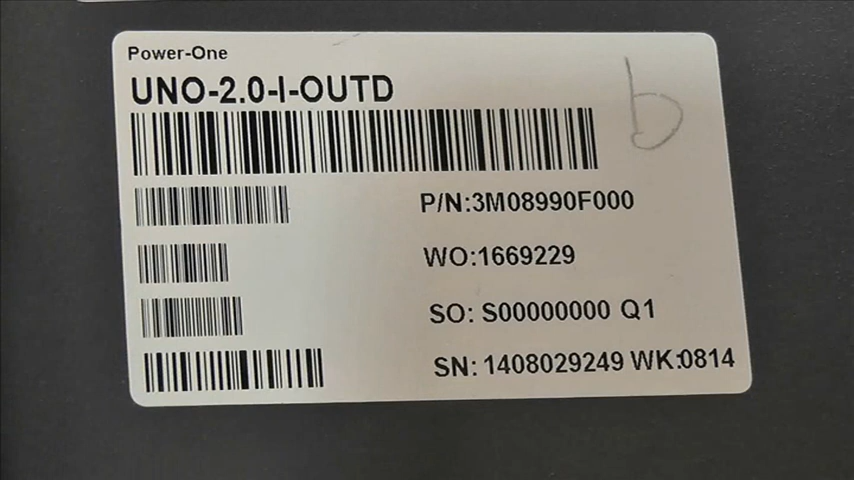 Power-One
UNO-2.0-I-OUTD
b
P/N:3M08990F000
WO:1669229
SO: S00000000 Q1
SN: 1408029249 WK:0814